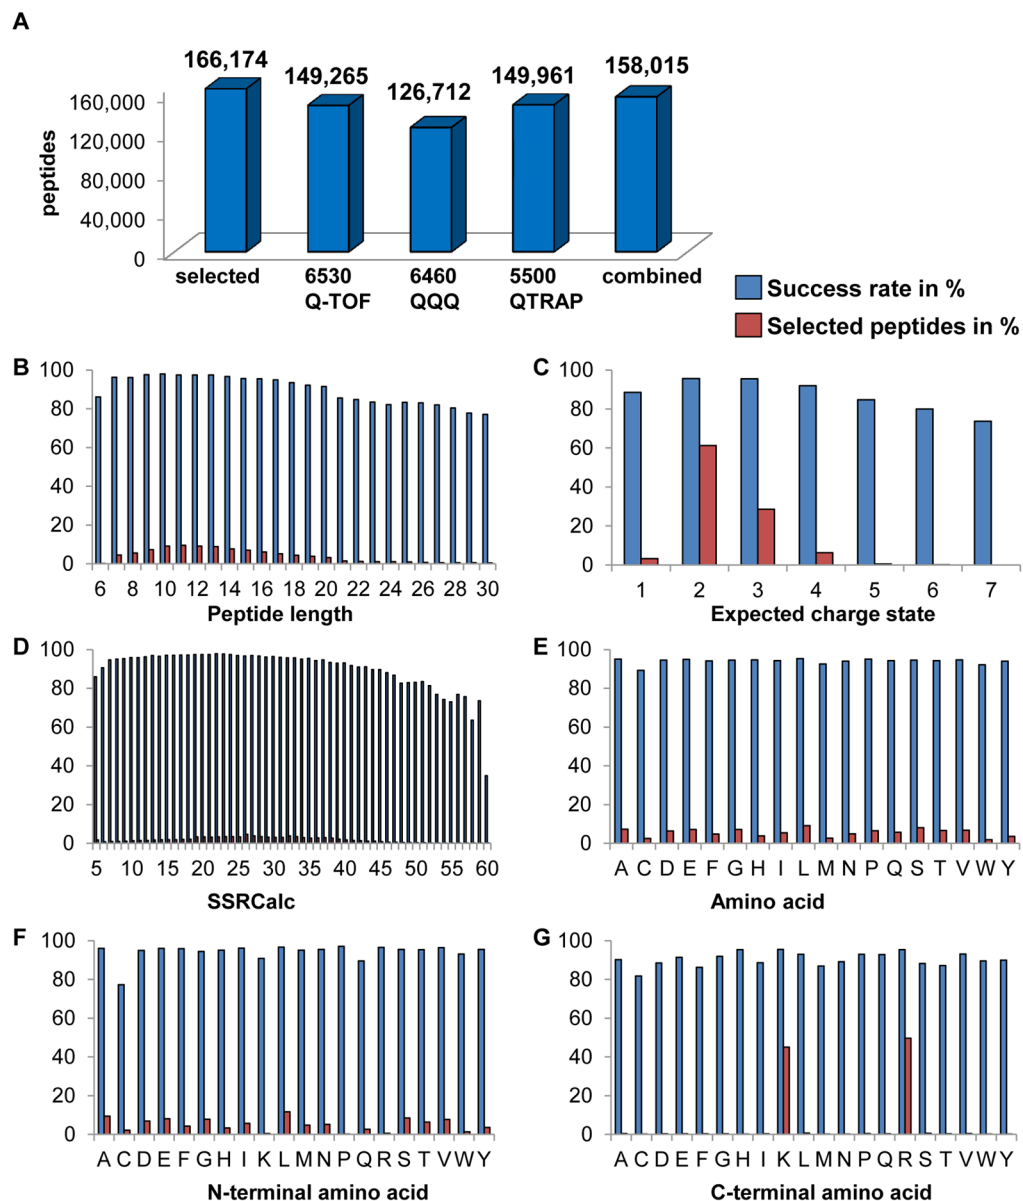 A
166,174 149,265 126,712 149,961 158,015
160,000
120,000
80,000
40,000
0
peptides
selected 6530 6460 5500 combined
Q-TOF QQQ QTRAP
Success rate in %
Selected peptides in %
B
100
80
60
40
20
0
6 8 10 12 14 16 18 20 22 24 26 28 30
Peptide length
C
100
80
60
40
20
0
1 2 3 4 5 6 7
Expected charge state
D
100
80
60
40
20
0
5 10 15 20 25 30 35 40 45 50 55 60
SSRCalc
E
100
80
60
40
20
0
A C D E F G H I L M N P Q S T V W Y
Amino acid
F
100
80
60
40
20
0
A C D E F G H I K L M N P Q R S T V W Y
N-terminal amino acid
G
100
80
60
40
20
0
A C D E F G H I K L M N P Q R S T V W Y
C-terminal amino acid